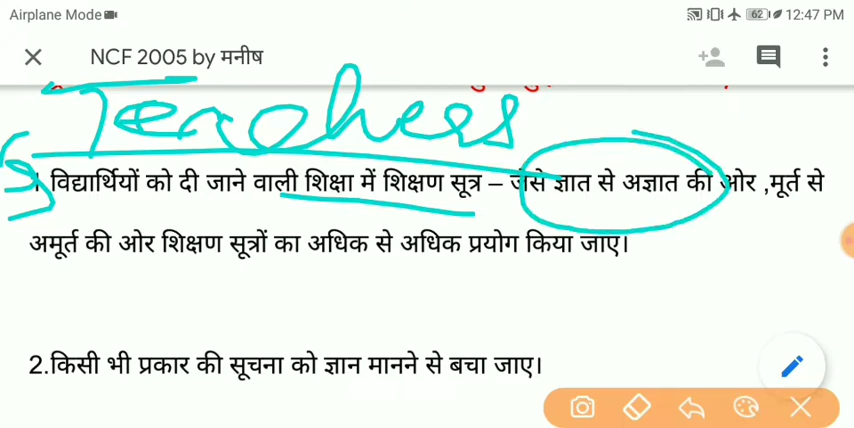 Airplane Mode 62 12:47 PM
NCF 2005 by मनीष
Teachers
1.विद्यार्थियों को दी जाने वाली शिक्षा में शिक्षण सूत्र – जैसे ज्ञात से अज्ञात की ओर ,मूर्त से
अमूर्त की ओर शिक्षण सूत्रों का अधिक से अधिक प्रयोग किया जाए।
2.किसी भी प्रकार की सूचना को ज्ञान मानने से बचा जाए।